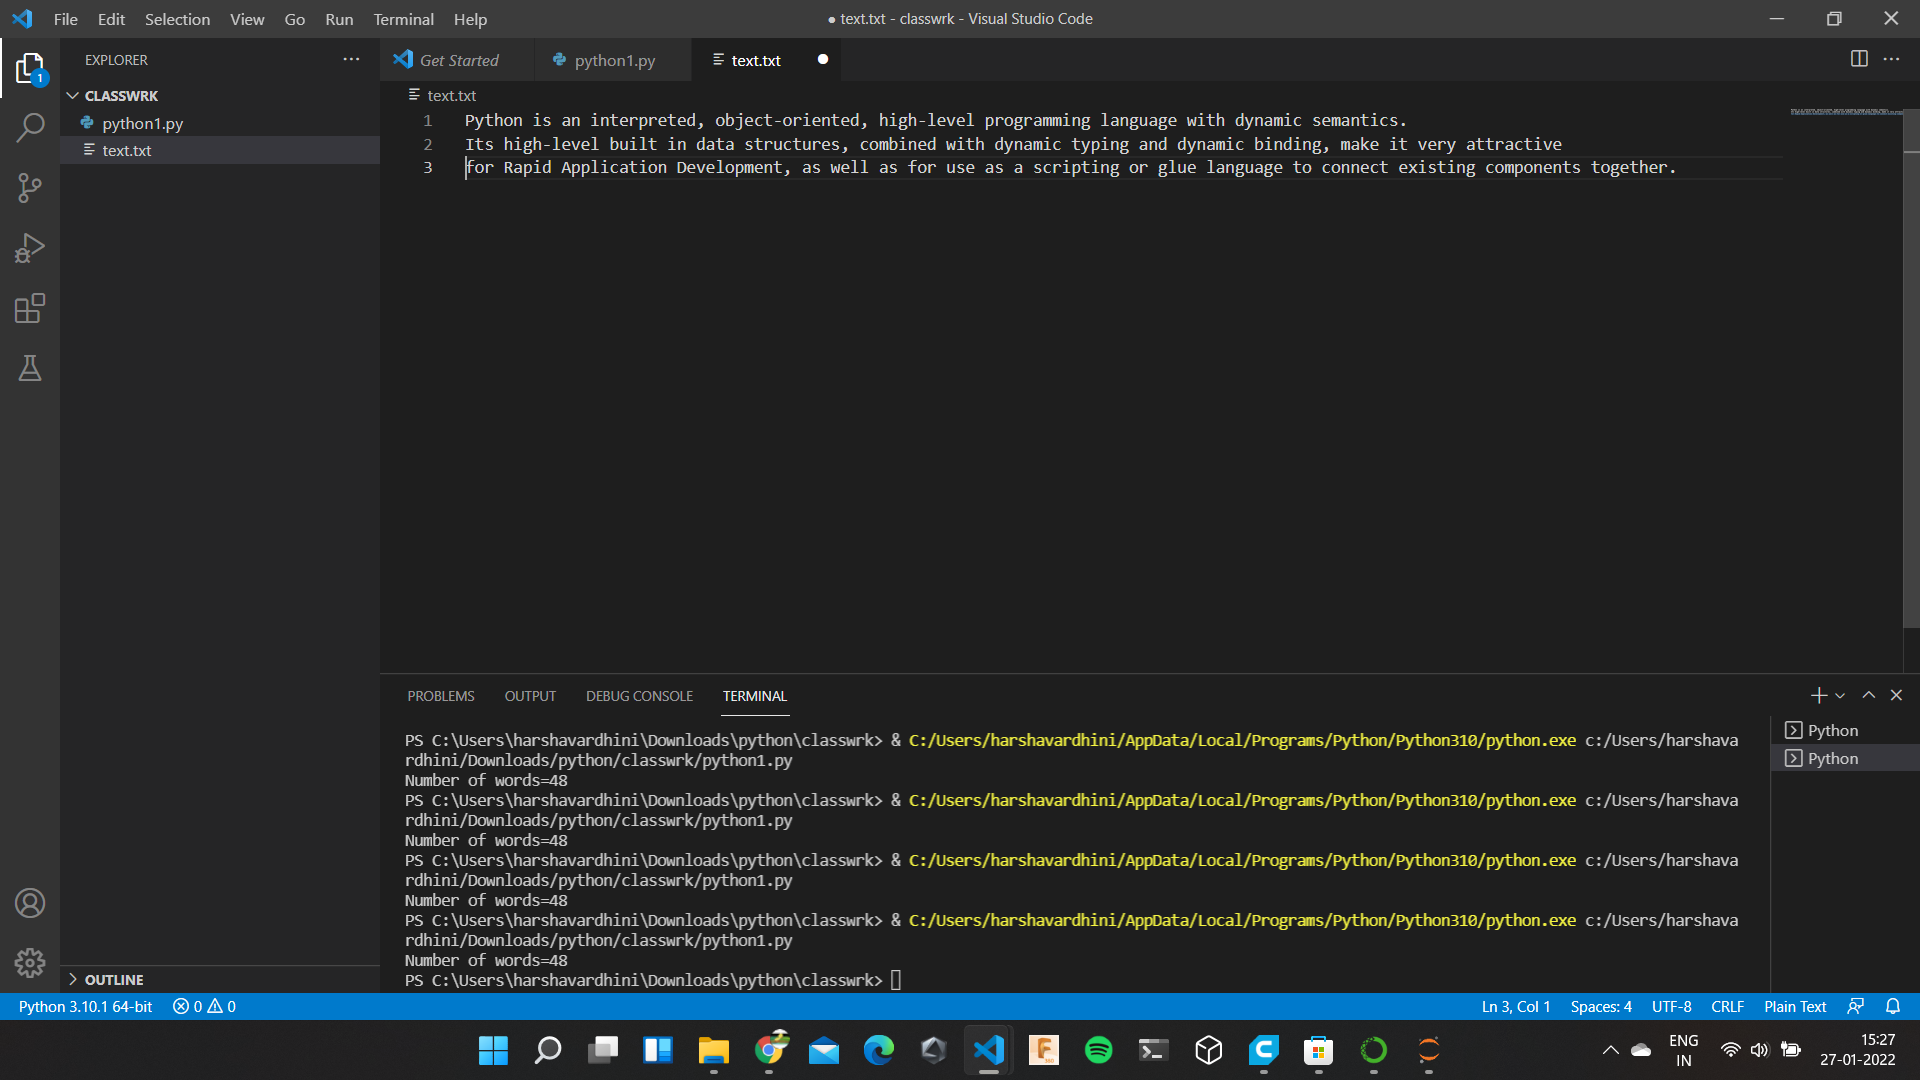 File Edit Selection View Go Run Terminal Help
● text.txt - classwrk - Visual Studio Code
EXPLORER
Get Started
python1.py
text.txt
1
CLASSWRK
python1.py
text.txt
text.txt
1 Python is an interpreted, object-oriented, high-level programming language with dynamic semantics.
2 Its high-level built in data structures, combined with dynamic typing and dynamic binding, make it very attractive
3 for Rapid Application Development, as well as for use as a scripting or glue language to connect existing components together.
PROBLEMS OUTPUT DEBUG CONSOLE TERMINAL
PS C:\Users\harshavardhini\Downloads\python\classwrk> & C:/Users/harshavardhini/AppData/Local/Programs/Python/Python310/python.exe c:/Users/harshava
rdhini/Downloads/python/classwrk/python1.py
Number of words=48
PS C:\Users\harshavardhini\Downloads\python\classwrk> & C:/Users/harshavardhini/AppData/Local/Programs/Python/Python310/python.exe c:/Users/harshava
rdhini/Downloads/python/classwrk/python1.py
Number of words=48
PS C:\Users\harshavardhini\Downloads\python\classwrk> & C:/Users/harshavardhini/AppData/Local/Programs/Python/Python310/python.exe c:/Users/harshava
rdhini/Downloads/python/classwrk/python1.py
Number of words=48
PS C:\Users\harshavardhini\Downloads\python\classwrk> & C:/Users/harshavardhini/AppData/Local/Programs/Python/Python310/python.exe c:/Users/harshava
rdhini/Downloads/python/classwrk/python1.py
Number of words=48
PS C:\Users\harshavardhini\Downloads\python\classwrk>
Python
Python
OUTLINE
Python 3.10.1 64-bit 0 0
Ln 3, Col 1 Spaces: 4 UTF-8 CRLF Plain Text
ENG
IN
15:27
27-01-2022